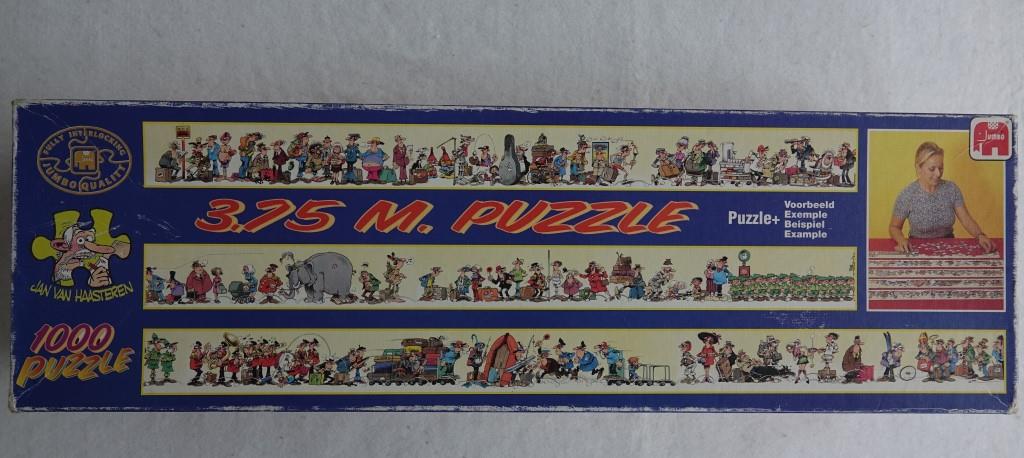 FULLY INTERLOCKING
JUMBO QUALITY
3.75 M. PUZZLE
Puzzle+
Voorbeeld
Exemple
Beispiel
Example
Jumbo
JAN VAN HAASTEREN
1000
PUZZLE